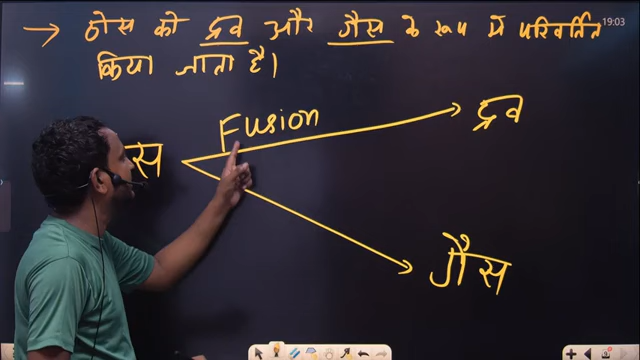 → ठोस को द्रव और गैस के रूप में परिवर्तित
किया जाता है।
19:03
Fusion
द्रव
स
गैस